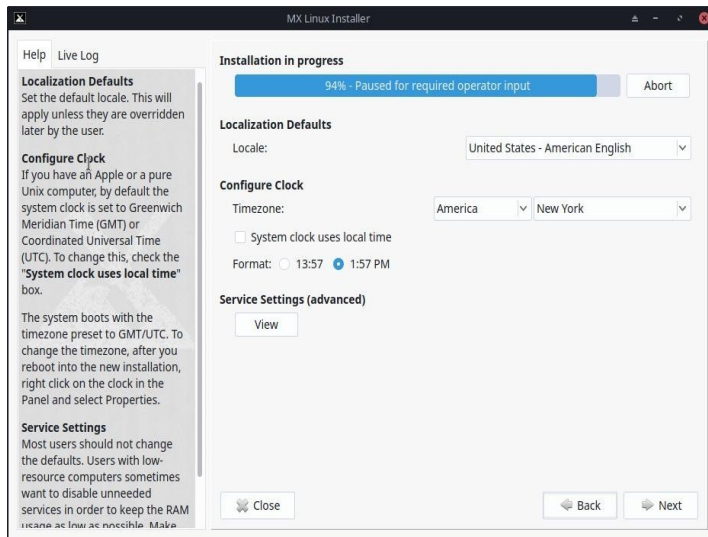 MX Linux Installer
Help
Live Log
Localization Defaults
Set the default locale. This will
apply unless they are overridden
later by the user.
Configure Clock
If you have an Apple or a pure
Unix computer, by default the
system clock is set to Greenwich
Meridian Time (GMT) or
Coordinated Universal Time
(UTC). To change this, check the
"System clock uses local time"
box.
The system boots with the
timezone preset to GMT/UTC. To
change the timezone, after you
reboot into the new installation,
right click on the clock in the
Panel and select Properties.
Service Settings
Most users should not change
the defaults. Users with low-
resource computers sometimes
want to disable unneeded
services in order to keep the RAM
usage as low as possible. Make
Installation in progress
94% - Paused for required operator input
Abort
Localization Defaults
Locale:
United States - American English
Configure Clock
Timezone:
America
New York
System clock uses local time
Format: 13:57 1:57 PM
Service Settings (advanced)
View
Close
Back
Next